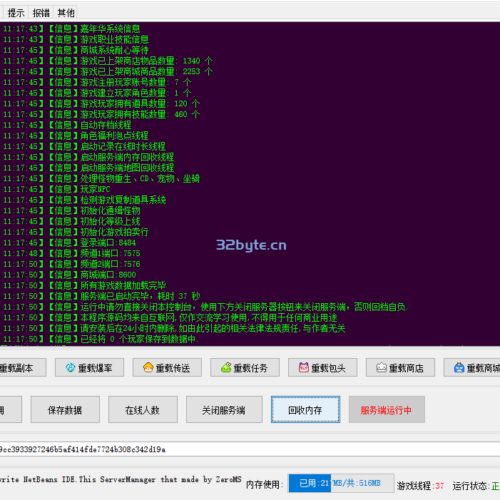 提示 报错 其他
11:17:43】【信息】嘉年华系统信息
11:17:43】【信息】游戏职业技能信息
11:17:45】【信息】商城系统耐心等待
11:17:45】【信息】游戏已上架商店物品数量: 1340 个
11:17:45】【信息】游戏已上架商城商品数量: 2253 个
11:17:45】【信息】游戏注册玩家账号数量: 7 个
11:17:45】【信息】游戏建立玩家角色数量: 1 个
11:17:45】【信息】游戏玩家拥有道具数量: 120 个
11:17:45】【信息】游戏玩家拥有技能数量: 460 个
11:17:45】【信息】自动存档线程
11:17:45】【信息】角色福利泡点线程
11:17:45】【信息】启动记录在线时长线程
11:17:45】【信息】启动服务端内存回收线程
11:17:45】【信息】启动服务端地图回收线程
11:17:45】【信息】处理怪物重生、CD、宠物、坐骑
11:17:45】【信息】玩家NPC
11:17:45】【信息】检测游戏复制道具系统
11:17:45】【信息】初始化通缉怪物
11:17:45】【信息】初始化等级上线
11:17:45】【信息】初始化游戏拍卖行
11:17:45】【信息】登录端口:8484
11:17:48】【信息】频道1端口:7575
11:17:50】【信息】频道2端口:7576
11:17:50】【信息】商城端口:8600
11:17:50】【信息】所有游戏数据加载完毕
11:17:50】【信息】服务端已启动完毕，耗时 37 秒
11:17:50】【信息】运行中请勿直接关闭本控制台，使用下方关闭服务器按钮来关闭服务端，否则回档自负.
11:17:50】【信息】本程序源码均来自互联网.仅作交流学习使用.不得用于任何商业用途
11:17:50】【信息】请安装后在24小时内删除.如由此引起的相关法律法规责任.与作者无关
11:17:50】【信息】已经将 0 个玩家保存到数据中.
32byte.cn
重载副本 重载爆率 重载传送 重载任务 重载包头 重载商店 重载商城
保存数据 在线人数 关闭服务端 回收内存 服务端运行中
9cc3933927246b5af414fde7724b308c342d19a
write NetBeans IDE.This ServerManager that made by ZeroMS
内存使用: 已用:21 MB/共:516MB 游戏线程:37 运行状态:正